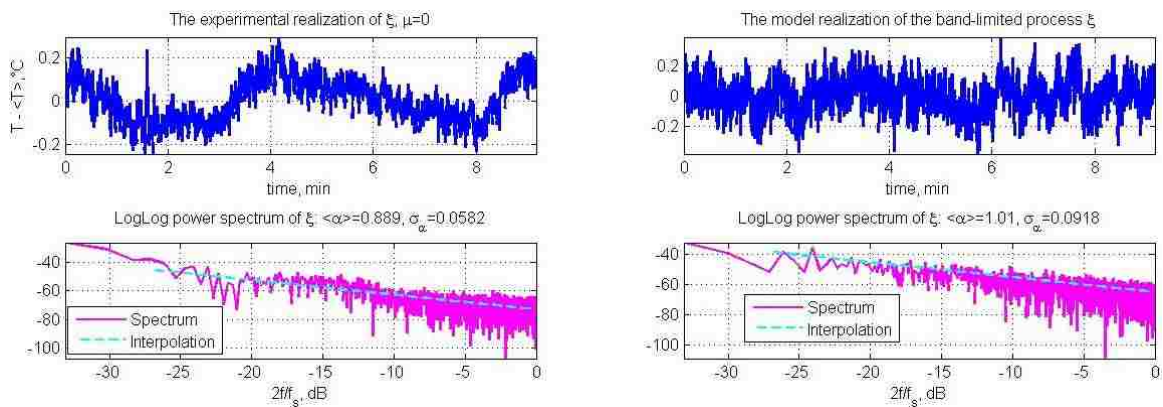 The experimental realization of ξ, μ=0
T - <T>,°C
0.2
0
-0.2
0 2 4 6 8
time, min
The model realization of the band-limited process ξ
0.2
0
-0.2
0 2 4 6 8
time, min
LogLog power spectrum of ξ: <α>=0.889, σα=0.0582
-40
-60
-80
-100
Spectrum
Interpolation
-30 -25 -20 -15 -10 -5 0
2f/fs, dB
LogLog power spectrum of ξ: <α>=1.01, σα=0.0918
-40
-60
-80
-100
Spectrum
Interpolation
-30 -25 -20 -15 -10 -5 0
2f/fs, dB